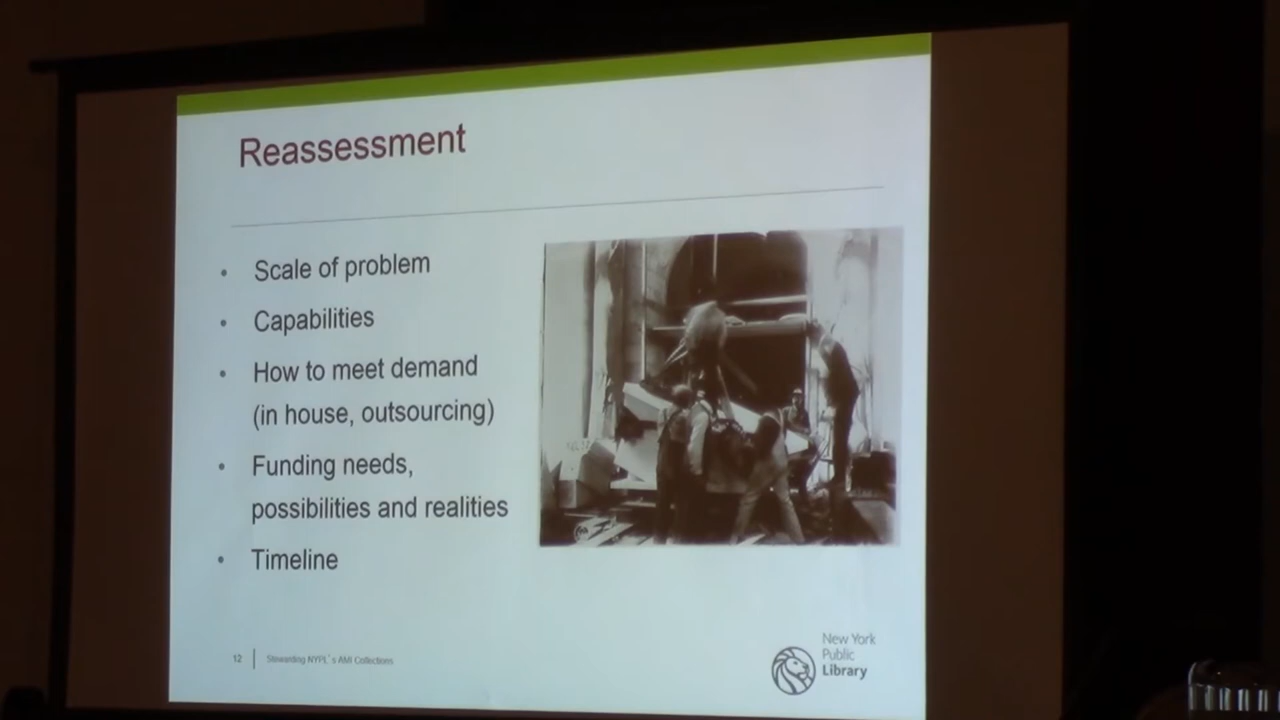 Reassessment
• Scale of problem
• Capabilities
• How to meet demand
(in house, outsourcing)
• Funding needs,
possibilities and realities
• Timeline
12 | Stewarding NYPL's AMI Collections
New York
Public
Library